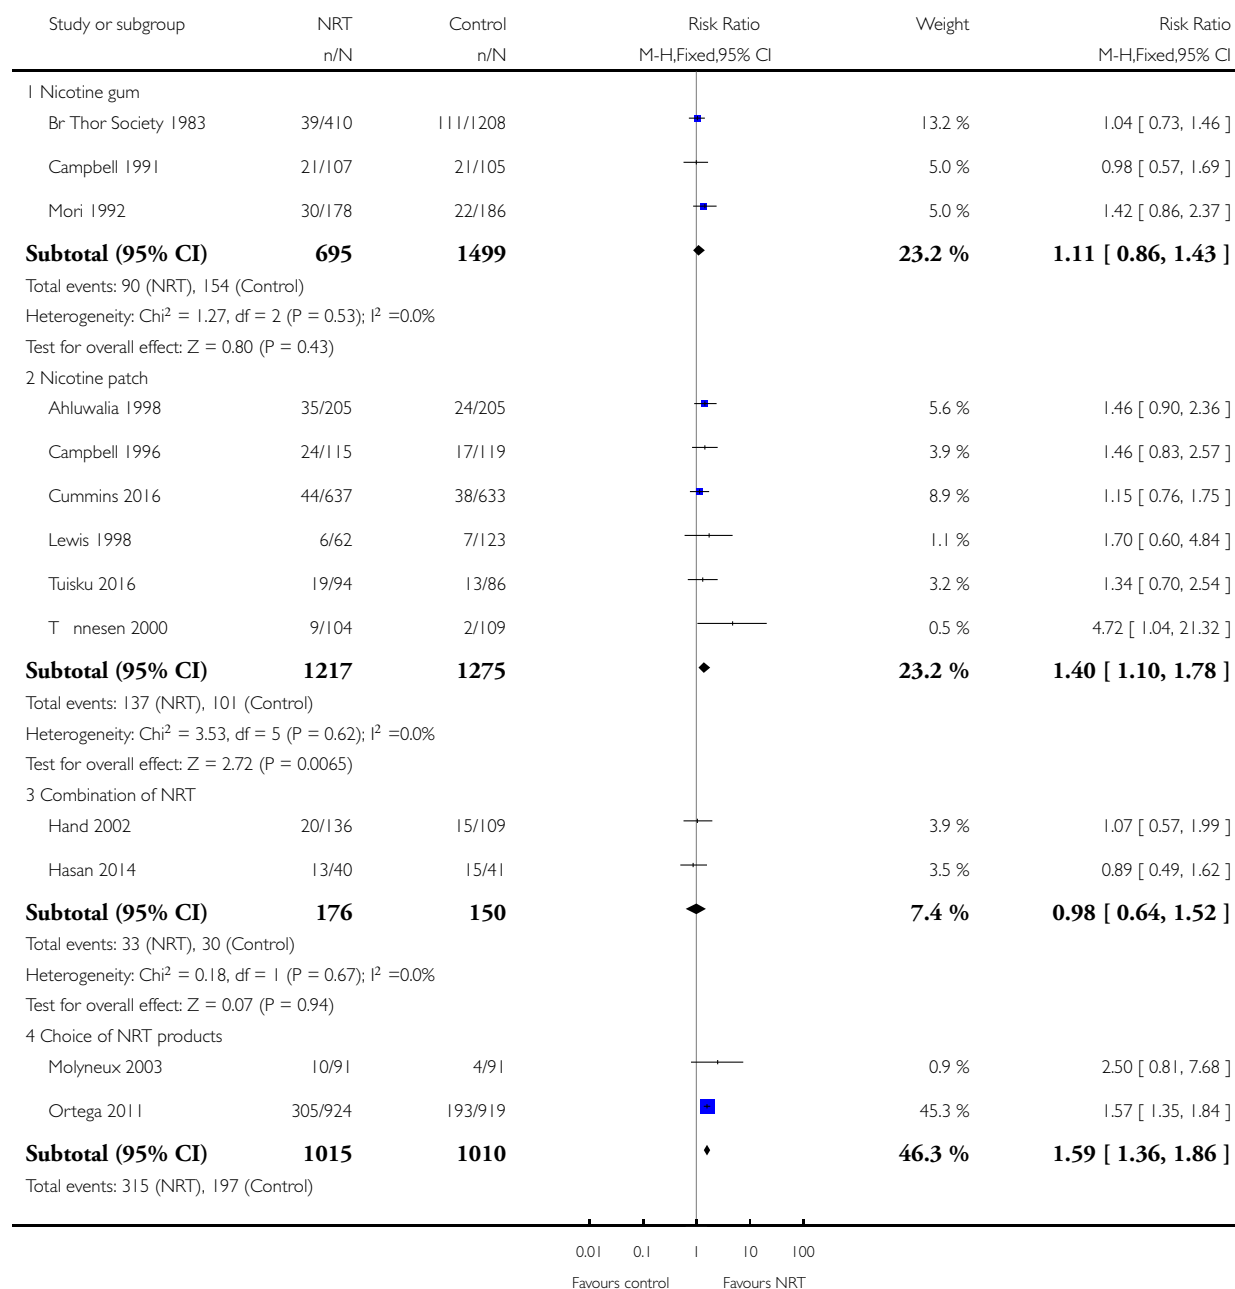 Study or subgroup NRT Control Risk Ratio Weight Risk Ratio
n/N n/N M-H,Fixed,95% CI M-H,Fixed,95% CI
1 Nicotine gum
Br Thor Society 1983 39/410 111/1208 13.2 % 1.04 [ 0.73, 1.46 ]
Campbell 1991 21/107 21/105 5.0 % 0.98 [ 0.57, 1.69 ]
Mori 1992 30/178 22/186 5.0 % 1.42 [ 0.86, 2.37 ]
Subtotal (95% CI) 695 1499 23.2 % 1.11 [ 0.86, 1.43 ]
Total events: 90 (NRT), 154 (Control)
Heterogeneity: Chi² = 1.27, df = 2 (P = 0.53); I² =0.0%
Test for overall effect: Z = 0.80 (P = 0.43)
2 Nicotine patch
Ahluwalia 1998 35/205 24/205 5.6 % 1.46 [ 0.90, 2.36 ]
Campbell 1996 24/115 17/119 3.9 % 1.46 [ 0.83, 2.57 ]
Cummins 2016 44/637 38/633 8.9 % 1.15 [ 0.76, 1.75 ]
Lewis 1998 6/62 7/123 1.1 % 1.70 [ 0.60, 4.84 ]
Tuisku 2016 19/94 13/86 3.2 % 1.34 [ 0.70, 2.54 ]
T nnesen 2000 9/104 2/109 0.5 % 4.72 [ 1.04, 21.32 ]
Subtotal (95% CI) 1217 1275 23.2 % 1.40 [ 1.10, 1.78 ]
Total events: 137 (NRT), 101 (Control)
Heterogeneity: Chi² = 3.53, df = 5 (P = 0.62); I² =0.0%
Test for overall effect: Z = 2.72 (P = 0.0065)
3 Combination of NRT
Hand 2002 20/136 15/109 3.9 % 1.07 [ 0.57, 1.99 ]
Hasan 2014 13/40 15/41 3.5 % 0.89 [ 0.49, 1.62 ]
Subtotal (95% CI) 176 150 7.4 % 0.98 [ 0.64, 1.52 ]
Total events: 33 (NRT), 30 (Control)
Heterogeneity: Chi² = 0.18, df = 1 (P = 0.67); I² =0.0%
Test for overall effect: Z = 0.07 (P = 0.94)
4 Choice of NRT products
Molyneux 2003 10/91 4/91 0.9 % 2.50 [ 0.81, 7.68 ]
Ortega 2011 305/924 193/919 45.3 % 1.57 [ 1.35, 1.84 ]
Subtotal (95% CI) 1015 1010 46.3 % 1.59 [ 1.36, 1.86 ]
Total events: 315 (NRT), 197 (Control)
0.01 0.1 1 10 100
Favours control Favours NRT